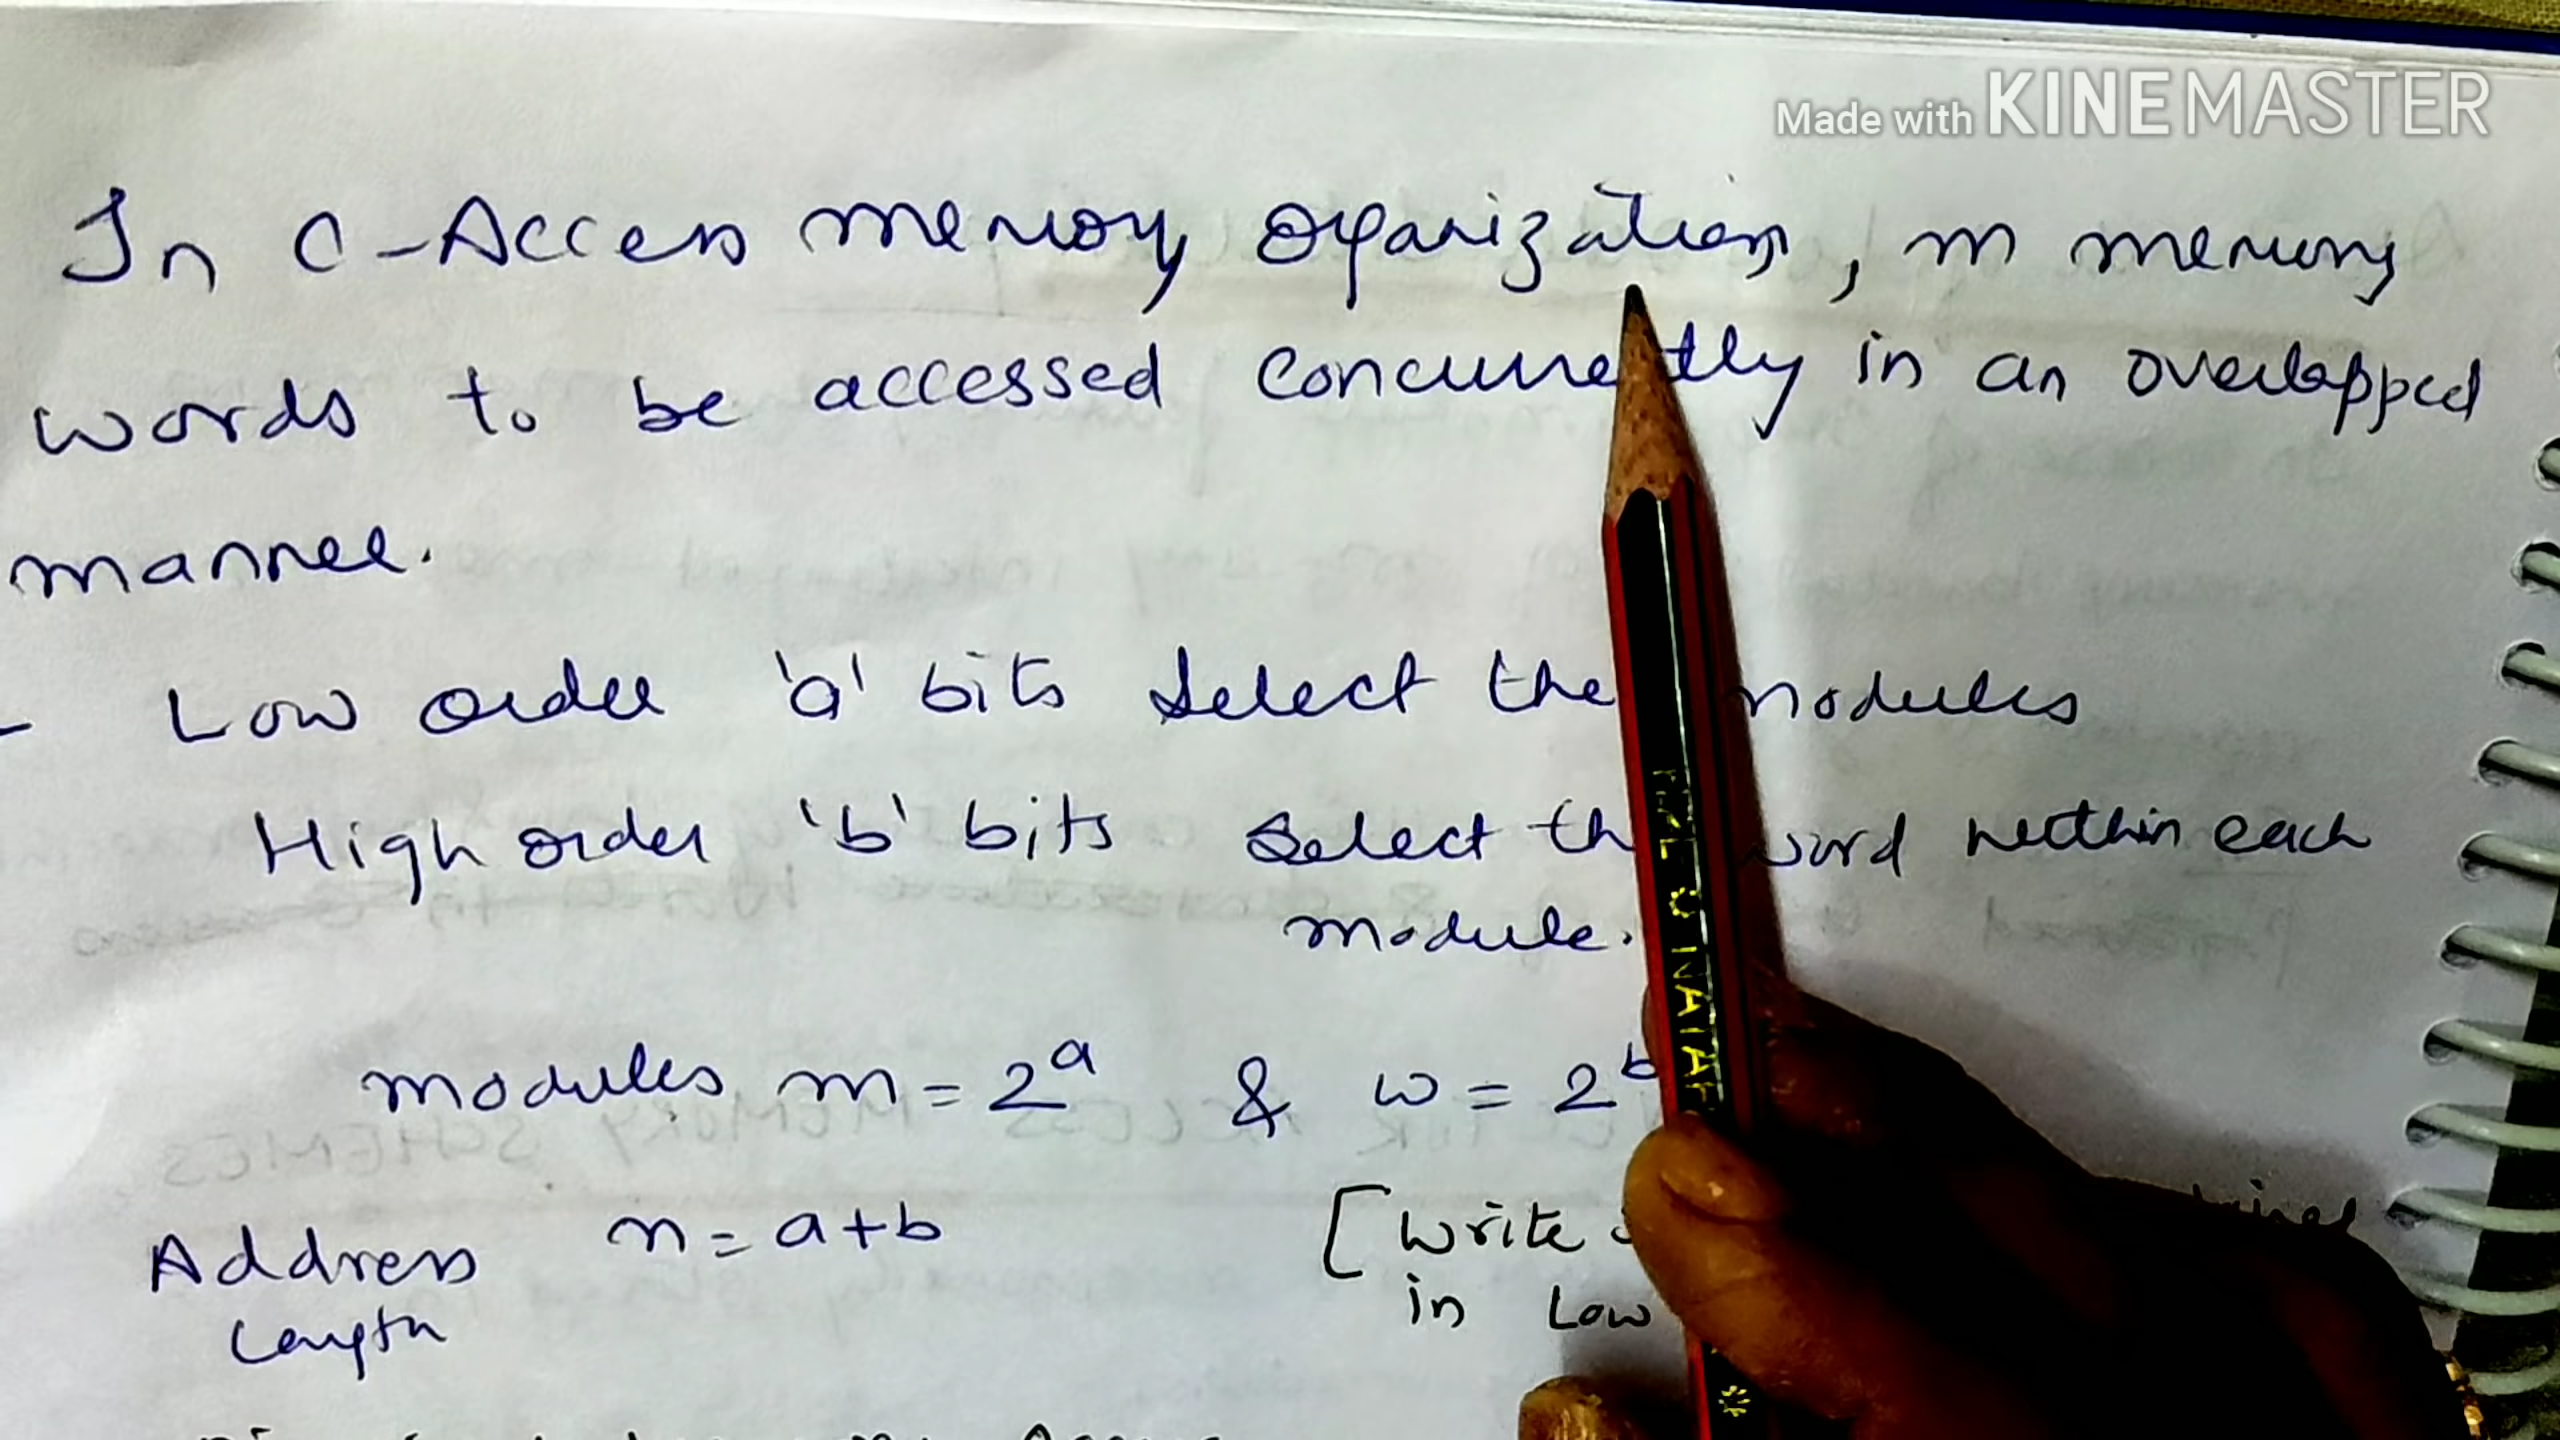 Made with KINEMASTER
In C-Access memory organization, m memory
words to be accessed concurrently in an overlapped
manner.
- Low order 'a' bits select the modules
High order 'b' bits select th word within each
module.
modules m = 2^a & w = 2^b
Address n = a+b [Write
Length in Low